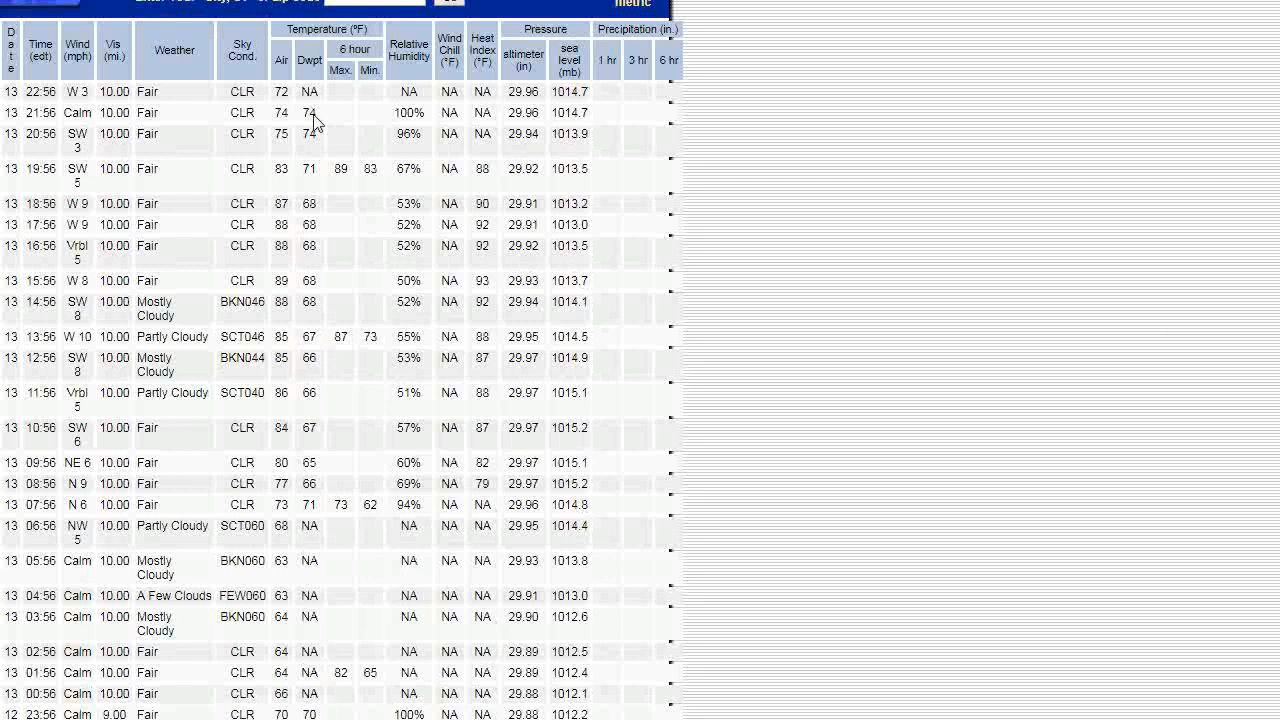 metric
Date Time (edt) Wind (mph) Vis (mi.) Weather Sky Cond. Temperature (ºF) Air Dwpt 6 hour Max. Min. Relative Humidity Wind Chill (°F) Heat Index (°F) Pressure altimeter (in) sea level (mb) Precipitation (in.) 1 hr 3 hr 6 hr
13 22:56 W 3 10.00 Fair CLR 72 NA NA NA NA 29.96 1014.7
13 21:56 Calm 10.00 Fair CLR 74 74 100% NA NA 29.96 1014.7
13 20:56 SW 3 10.00 Fair CLR 75 74 96% NA NA 29.94 1013.9
13 19:56 SW 5 10.00 Fair CLR 83 71 89 83 67% NA 88 29.92 1013.5
13 18:56 W 9 10.00 Fair CLR 87 68 53% NA 90 29.91 1013.2
13 17:56 W 9 10.00 Fair CLR 88 68 52% NA 92 29.91 1013.0
13 16:56 Vrbl 5 10.00 Fair CLR 88 68 52% NA 92 29.92 1013.5
13 15:56 W 8 10.00 Fair CLR 89 68 50% NA 93 29.93 1013.7
13 14:56 SW 8 10.00 Mostly Cloudy BKN046 88 68 52% NA 92 29.94 1014.1
13 13:56 W 10 10.00 Partly Cloudy SCT046 85 67 87 73 55% NA 88 29.95 1014.5
13 12:56 SW 8 10.00 Mostly Cloudy BKN044 85 66 53% NA 87 29.97 1014.9
13 11:56 Vrbl 5 10.00 Partly Cloudy SCT040 86 66 51% NA 88 29.97 1015.1
13 10:56 SW 6 10.00 Fair CLR 84 67 57% NA 87 29.97 1015.2
13 09:56 NE 6 10.00 Fair CLR 80 65 60% NA 82 29.97 1015.1
13 08:56 N 9 10.00 Fair CLR 77 66 69% NA 79 29.97 1015.2
13 07:56 N 6 10.00 Fair CLR 73 71 73 62 94% NA NA 29.96 1014.8
13 06:56 NW 5 10.00 Partly Cloudy SCT060 68 NA NA NA NA 29.95 1014.4
13 05:56 Calm 10.00 Mostly Cloudy BKN060 63 NA NA NA NA 29.93 1013.8
13 04:56 Calm 10.00 A Few Clouds FEW060 63 NA NA NA NA 29.91 1013.0
13 03:56 Calm 10.00 Mostly Cloudy BKN060 64 NA NA NA NA 29.90 1012.6
13 02:56 Calm 10.00 Fair CLR 64 NA NA NA NA 29.89 1012.5
13 01:56 Calm 10.00 Fair CLR 64 NA 82 65 NA NA NA 29.89 1012.4
13 00:56 Calm 10.00 Fair CLR 66 NA NA NA NA 29.88 1012.1
12 23:56 Calm 9.00 Fair CLR 70 70 100% NA NA 29.88 1012.2